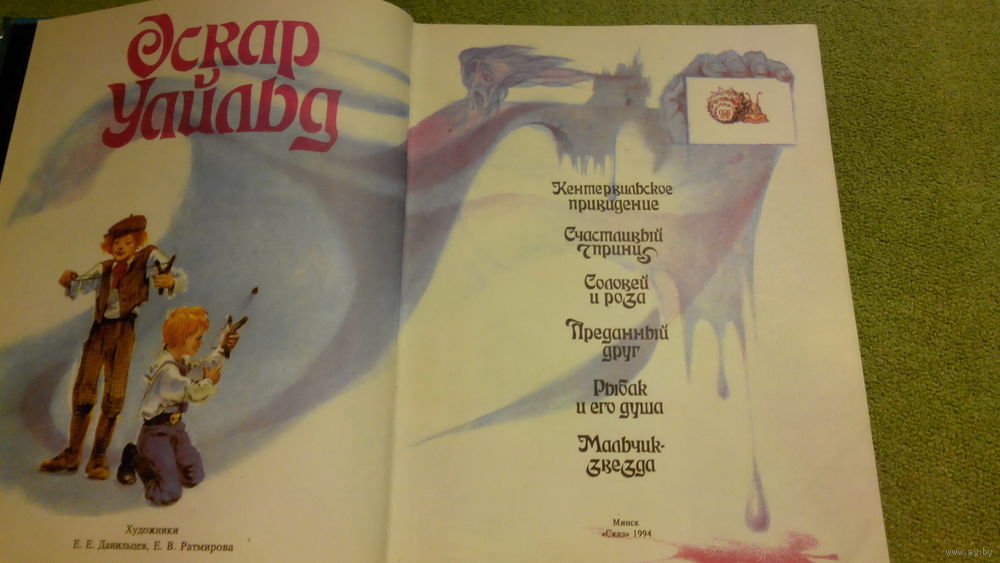 Оскар
Уайльд
Художники
Е. Е. Данильцев, Е. В. Ратмирова
Кентервильское
привидение
Счастливый
принц
Соловей
и роза
Преданный
друг
Рыбак
и его душа
Мальчик-
звезда
Минск
«Сказ» 1994
www.ay.by